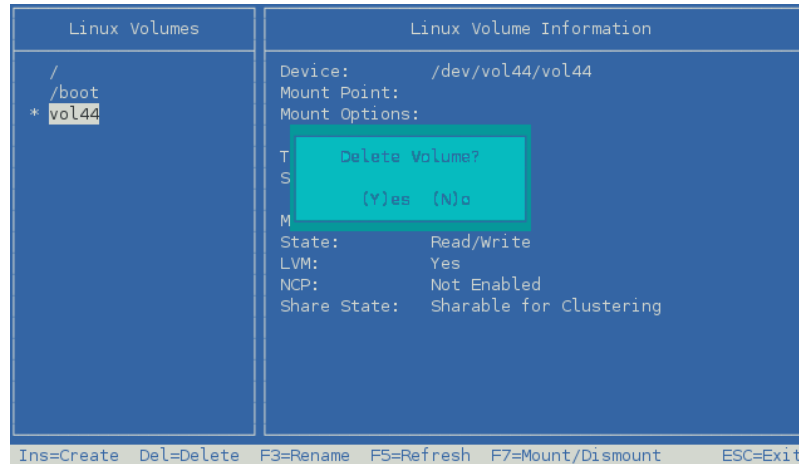 Linux Volumes
Linux Volume Information
/
/boot
* vol44
Device: /dev/vol44/vol44
Mount Point:
Mount Options:
T
S
M
Delete Volume?
(Y)es (N)o
State: Read/Write
LVM: Yes
NCP: Not Enabled
Share State: Sharable for Clustering
Ins=Create Del=Delete F3=Rename F5=Refresh F7=Mount/Dismount ESC=Exit